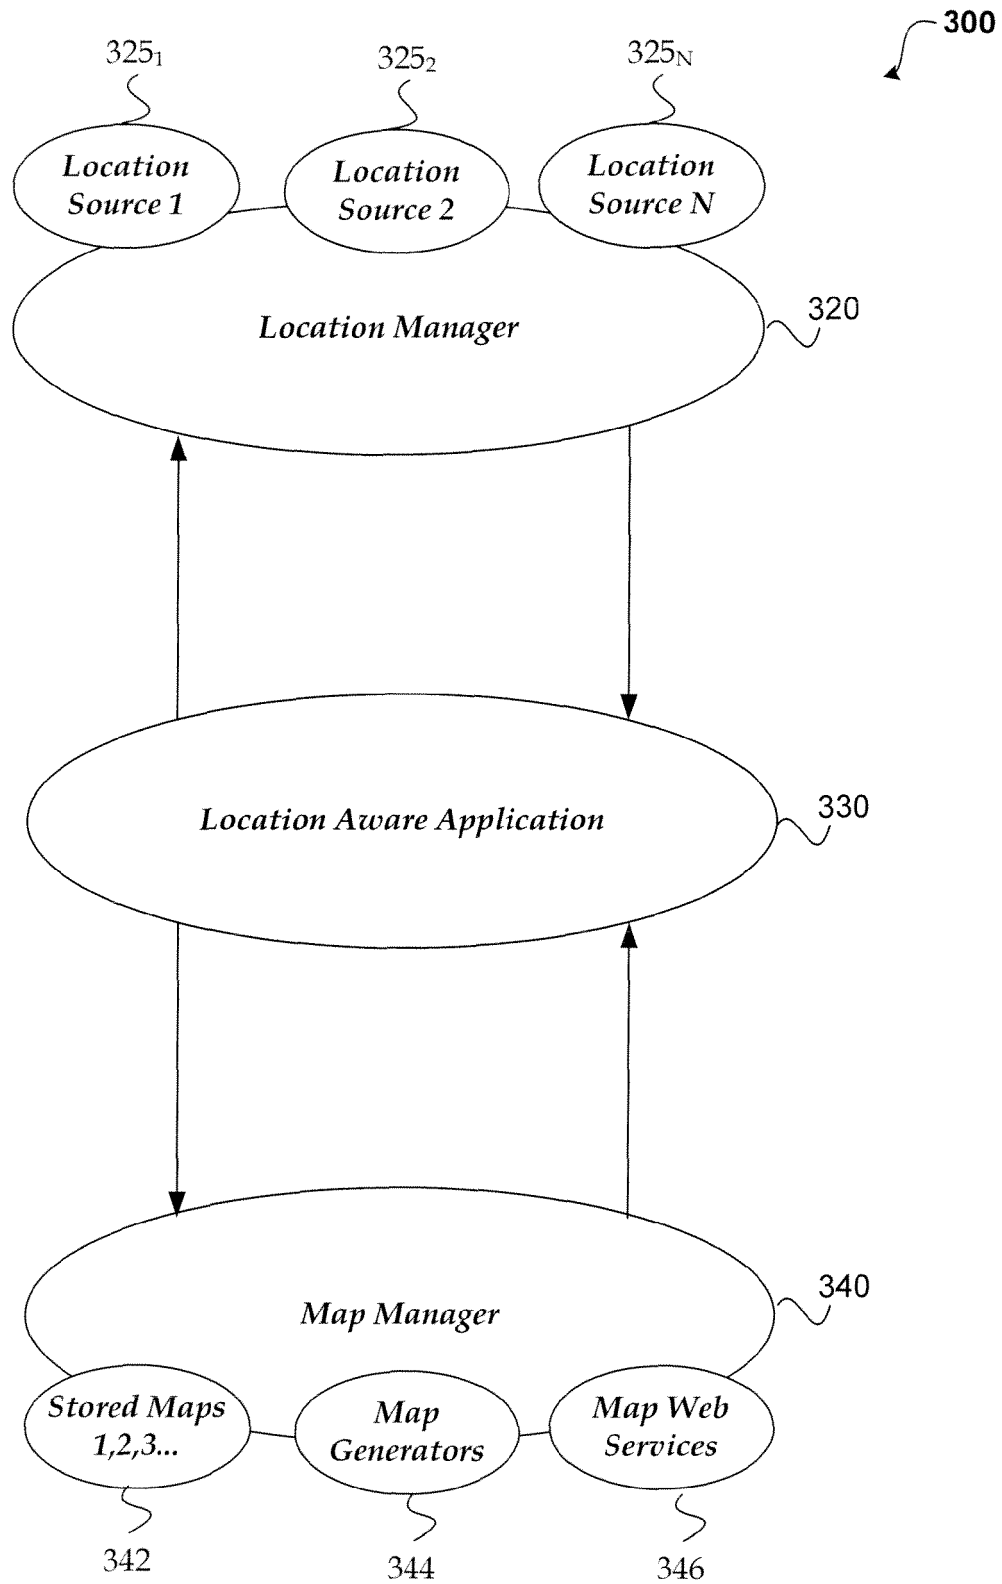 300
325₁
325₂
325N
Location
Source 1
Location
Source 2
Location
Source N
Location Manager
320
Location Aware Application
330
Map Manager
340
Stored Maps
1,2,3...
Map
Generators
Map Web
Services
342
344
346